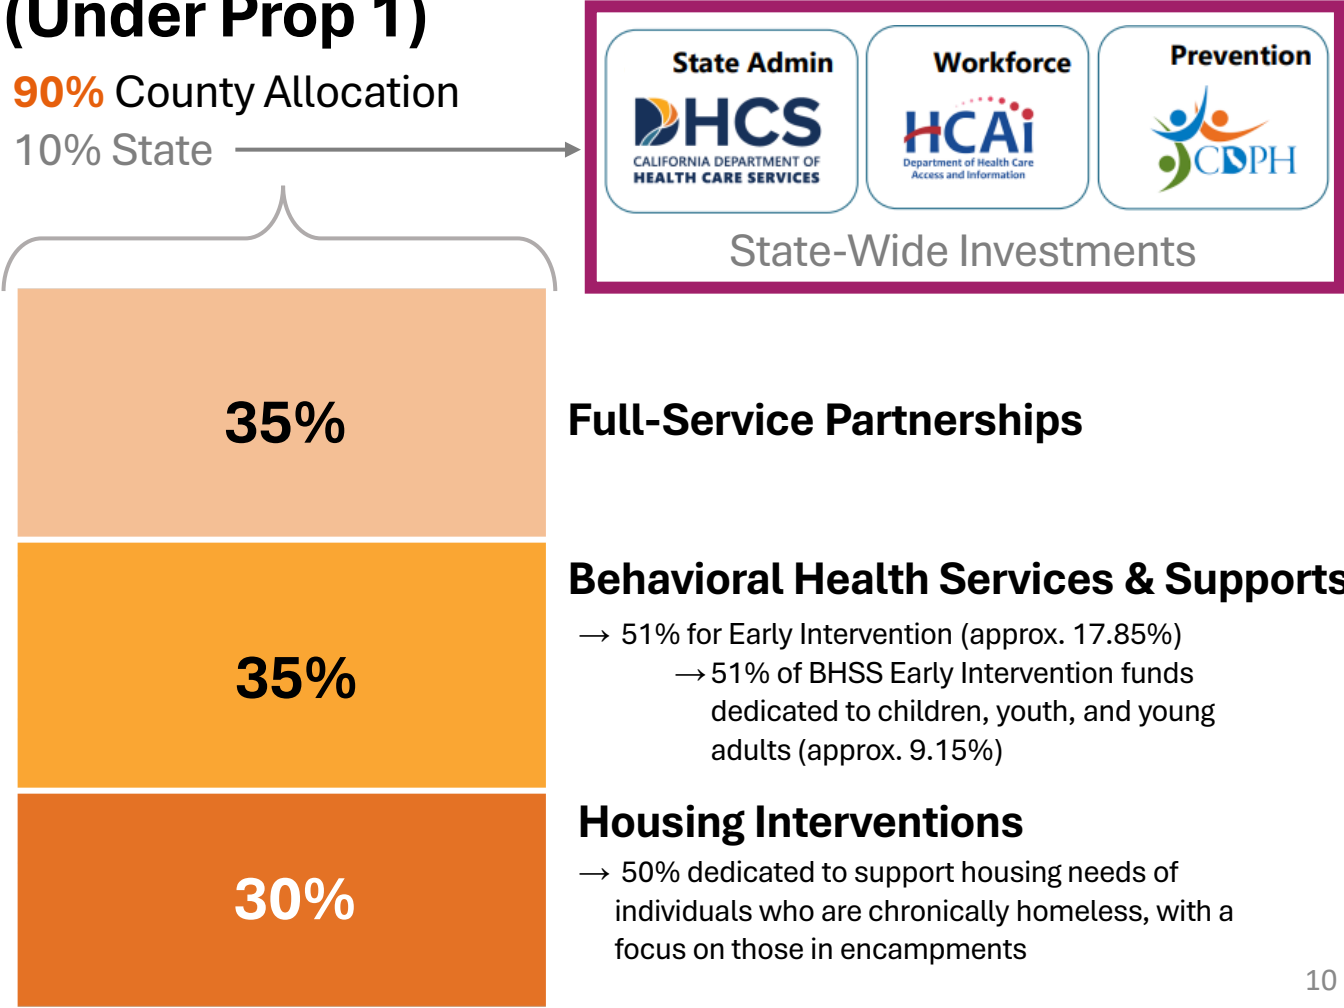 (Under Prop 1)
90% County Allocation
10% State
State Admin
DHCS
CALIFORNIA DEPARTMENT OF
HEALTH CARE SERVICES
Workforce
HCAi
Department of Health Care
Access and Information
Prevention
CDPH
State-Wide Investments
35%
Full-Service Partnerships
35%
Behavioral Health Services & Supports
→ 51% for Early Intervention (approx. 17.85%)
→ 51% of BHSS Early Intervention funds
dedicated to children, youth, and young
adults (approx. 9.15%)
30%
Housing Interventions
→ 50% dedicated to support housing needs of
individuals who are chronically homeless, with a
focus on those in encampments
10